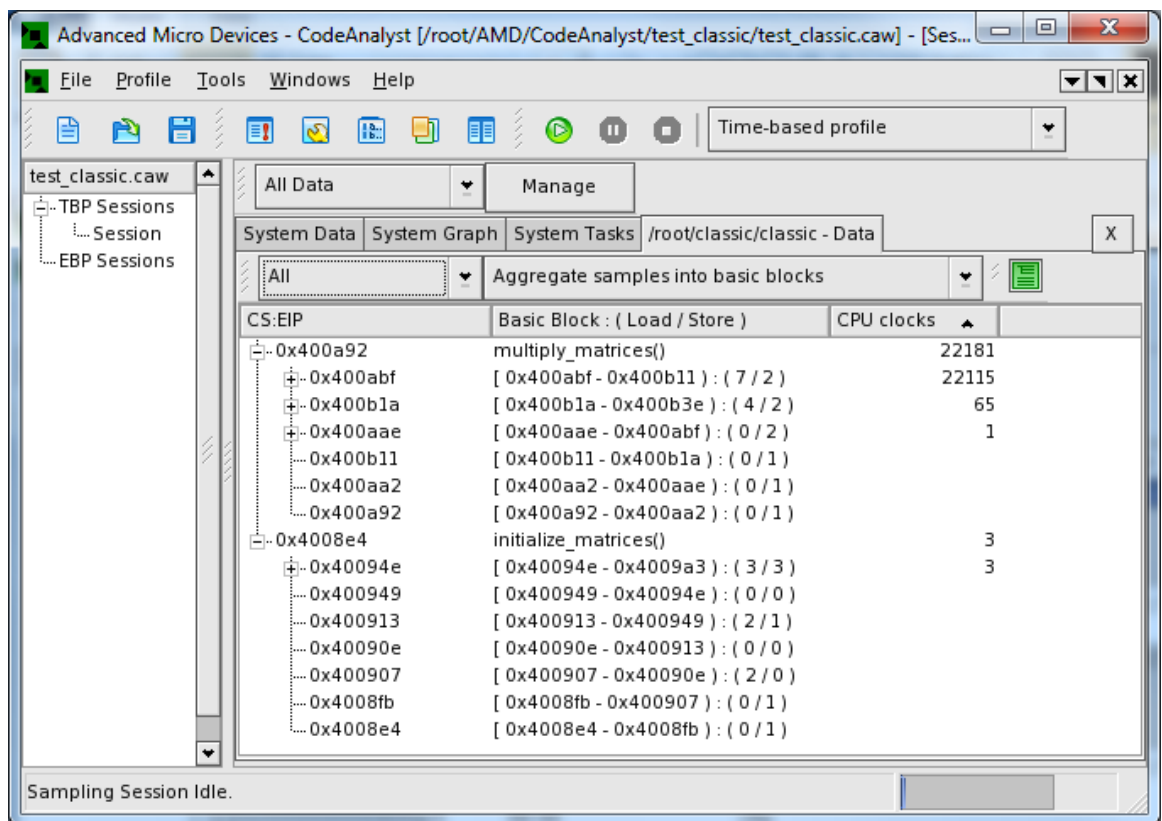 Advanced Micro Devices - CodeAnalyst [/root/AMD/CodeAnalyst/test_classic/test_classic.caw] - [Ses...
File Profile Tools Windows Help
Time-based profile
test_classic.caw
TBP Sessions
Session
EBP Sessions
All Data Manage
System Data System Graph System Tasks /root/classic/classic - Data X
All Aggregate samples into basic blocks
CS:EIP Basic Block : ( Load / Store ) CPU clocks
0x400a92 multiply_matrices() 22181
0x400abf [ 0x400abf - 0x400b11 ) : ( 7 / 2 ) 22115
0x400b1a [ 0x400b1a - 0x400b3e ) : ( 4 / 2 ) 65
0x400aae [ 0x400aae - 0x400abf ) : ( 0 / 2 ) 1
0x400b11 [ 0x400b11 - 0x400b1a ) : ( 0 / 1 )
0x400aa2 [ 0x400aa2 - 0x400aae ) : ( 0 / 1 )
0x400a92 [ 0x400a92 - 0x400aa2 ) : ( 0 / 1 )
0x4008e4 initialize_matrices() 3
0x40094e [ 0x40094e - 0x4009a3 ) : ( 3 / 3 ) 3
0x400949 [ 0x400949 - 0x40094e ) : ( 0 / 0 )
0x400913 [ 0x400913 - 0x400949 ) : ( 2 / 1 )
0x40090e [ 0x40090e - 0x400913 ) : ( 0 / 0 )
0x400907 [ 0x400907 - 0x40090e ) : ( 2 / 0 )
0x4008fb [ 0x4008fb - 0x400907 ) : ( 0 / 1 )
0x4008e4 [ 0x4008e4 - 0x4008fb ) : ( 0 / 1 )
Sampling Session Idle.